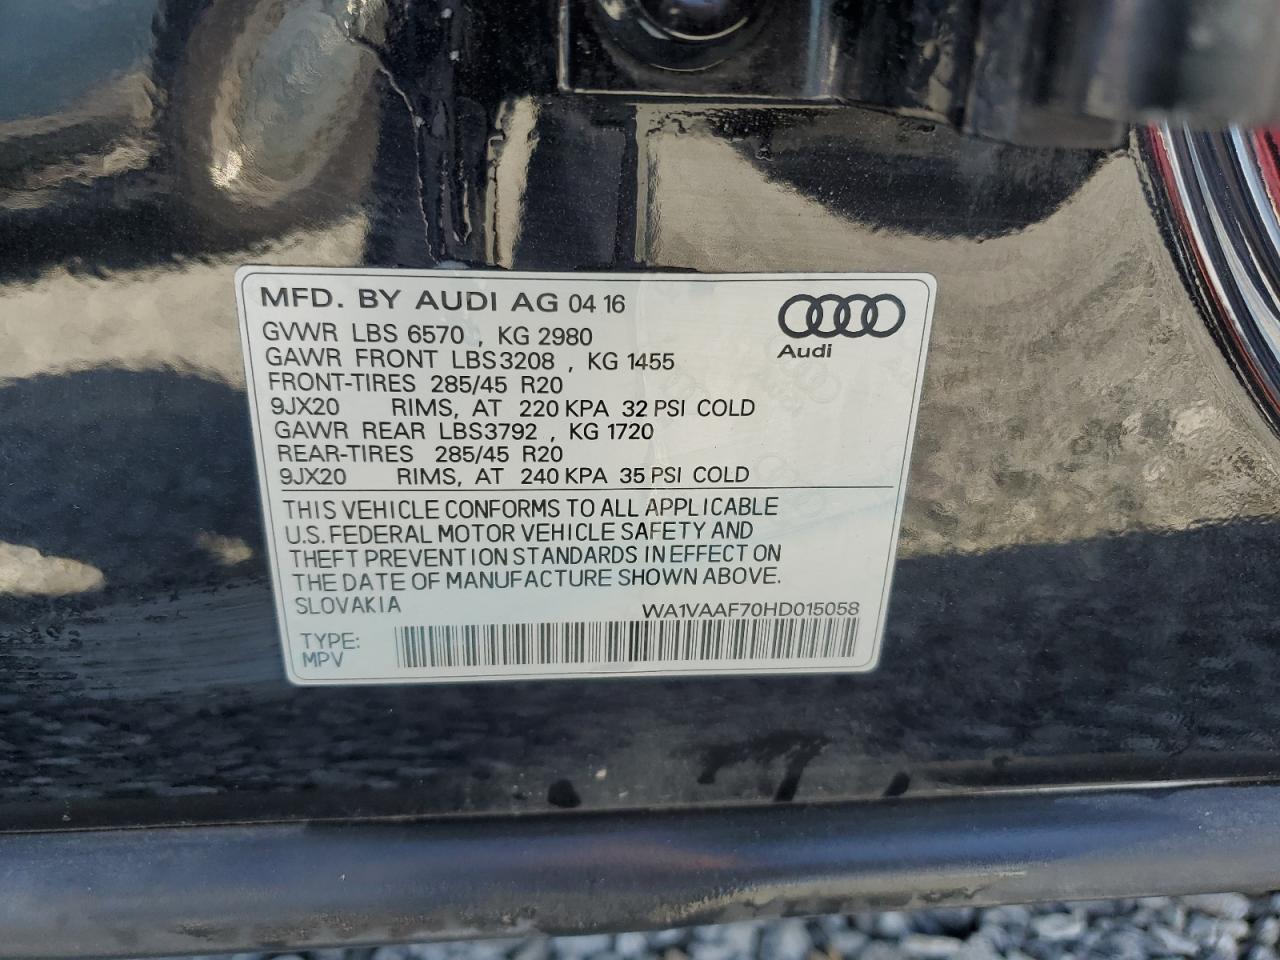 MFD. BY AUDI AG 04 16
Audi
GVWR LBS 6570 , KG 2980
GAWR FRONT LBS3208 , KG 1455
FRONT-TIRES 285/45 R20
9JX20 RIMS, AT 220 KPA 32 PSI COLD
GAWR REAR LBS3792 , KG 1720
REAR-TIRES 285/45 R20
9JX20 RIMS, AT 240 KPA 35 PSI COLD
THIS VEHICLE CONFORMS TO ALL APPLICABLE
U.S. FEDERAL MOTOR VEHICLE SAFETY AND
THEFT PREVENTION STANDARDS IN EFFECT ON
THE DATE OF MANUFACTURE SHOWN ABOVE.
SLOVAKIA WA1VAAF70HD015058
TYPE:
MPV